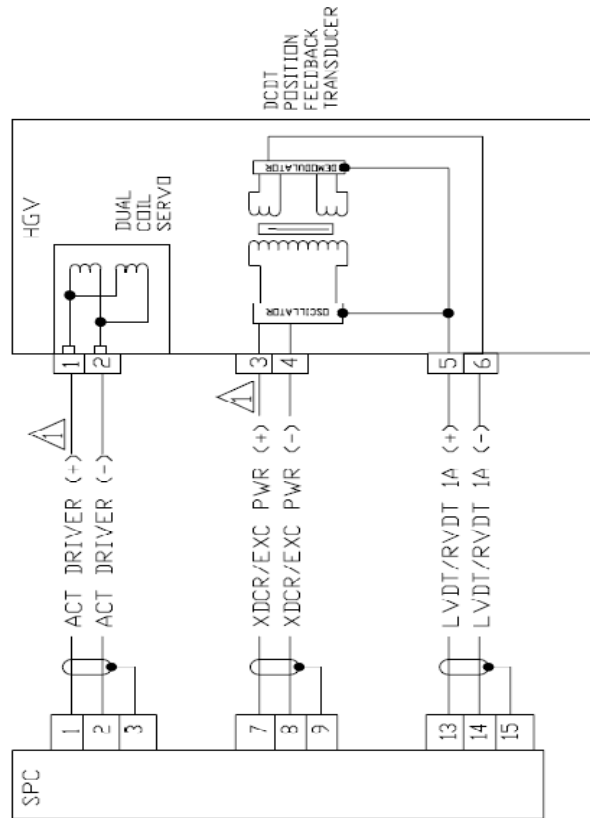 DCDT
POSITION
FEEDBACK
TRANSDUCER
HGV
DUAL
COIL
SERVO
DEMODULATOR
OSCILLATOR
1
2
3
4
5
6
1
1
ACT DRIVER (+)
ACT DRIVER (-)
XDCR/EXC PWR (+)
XDCR/EXC PWR (-)
LVDT/RVDT 1A (+)
LVDT/RVDT 1A (-)
1
2
3
7
8
9
13
14
15
SPC